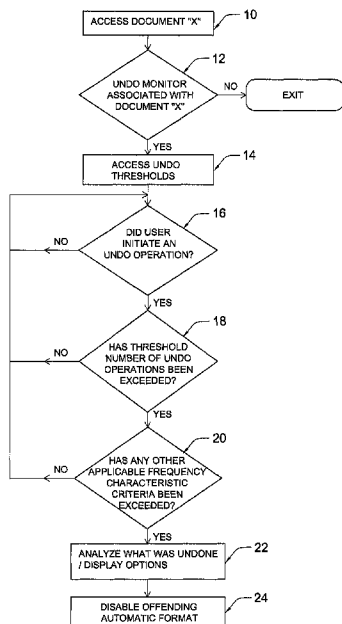 ACCESS DOCUMENT "X"
10
12
UNDO MONITOR
ASSOCIATED WITH
DOCUMENT "X"
NO
EXIT
YES
ACCESS UNDO
THRESHOLDS
14
16
DID USER
INITIATE AN
UNDO OPERATION?
NO
YES
18
HAS THRESHOLD
NUMBER OF UNDO
OPERATIONS BEEN
EXCEEDED?
NO
YES
20
HAS ANY OTHER
APPLICABLE FREQUENCY
CHARACTERISTIC
CRITERIA BEEN
EXCEEDED?
NO
YES
ANALYZE WHAT WAS UNDONE
/ DISPLAY OPTIONS
22
DISABLE OFFENDING
AUTOMATIC FORMAT
24